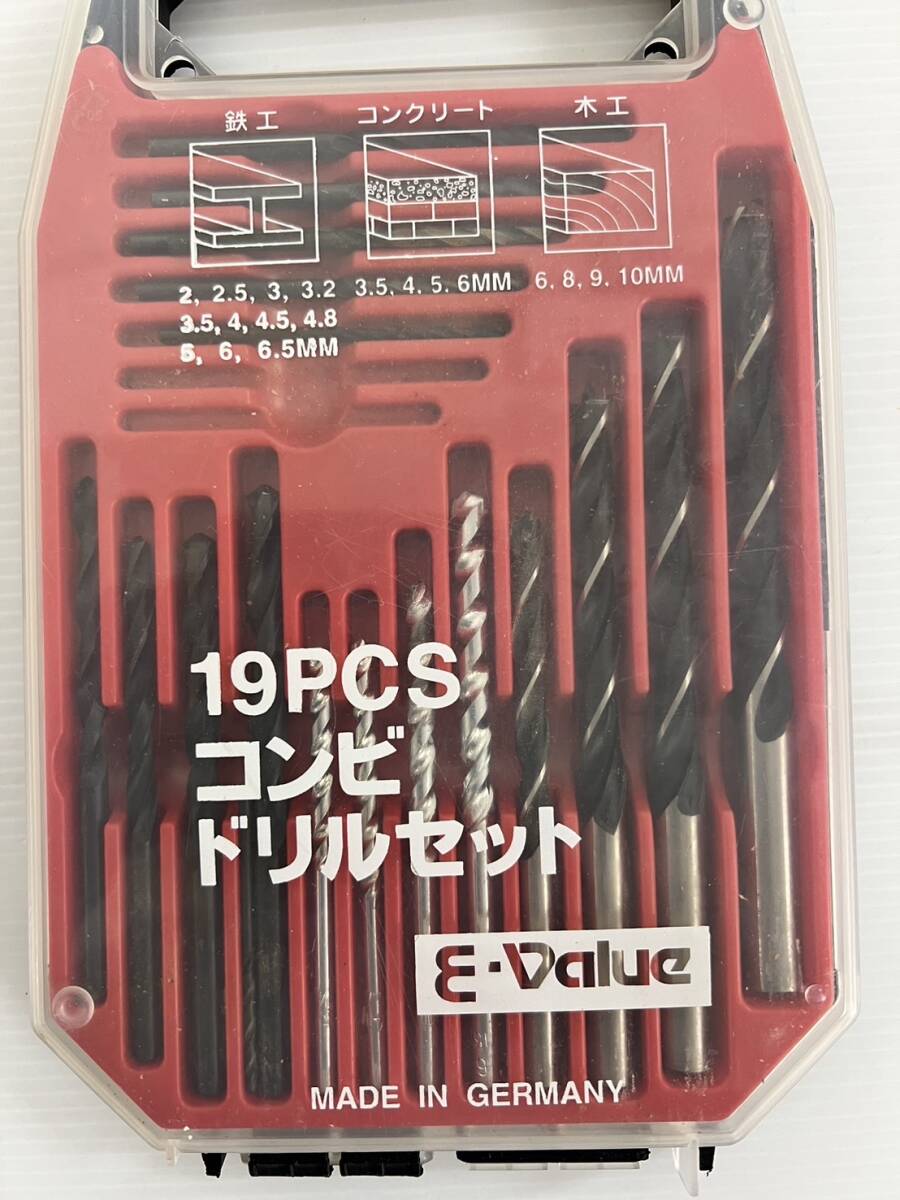 鉄工
2, 2.5, 3, 3.2
3.5, 4, 4.5, 4.8
5, 6, 6.5MM
コンクリート
3.5, 4, 5, 6MM
木工
6, 8, 9, 10MM
19PCS
コンビ
ドリルセット
E-Value
MADE IN GERMANY